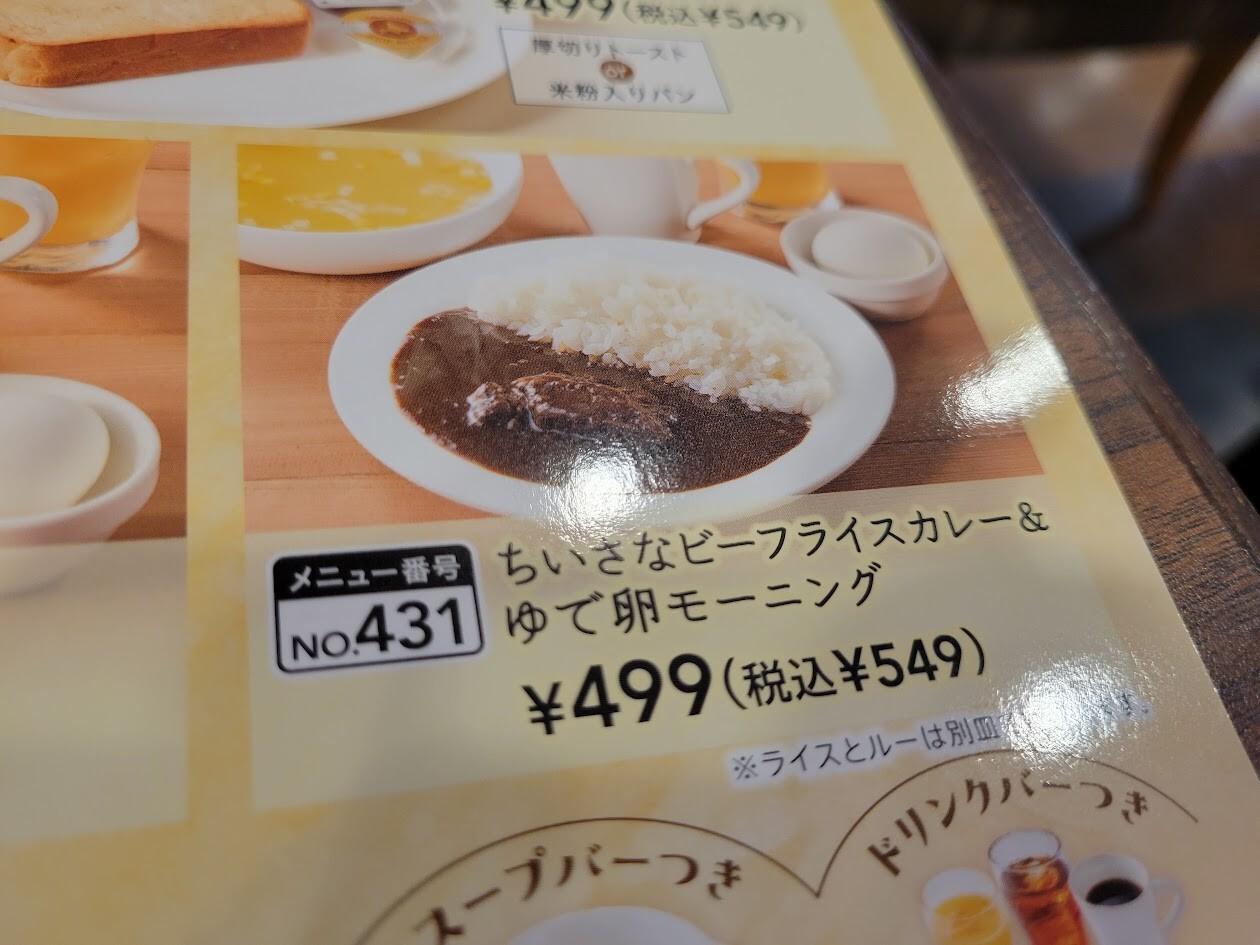 ¥499(税込¥549)
厚切りトースト
or
米粉入りパン
メニュー番号
NO.431
ちいさなビーフライスカレー&
ゆで卵モーニング
¥499(税込¥549)
※ライスとルーは別皿
スープバーつき
ドリンクバーつき